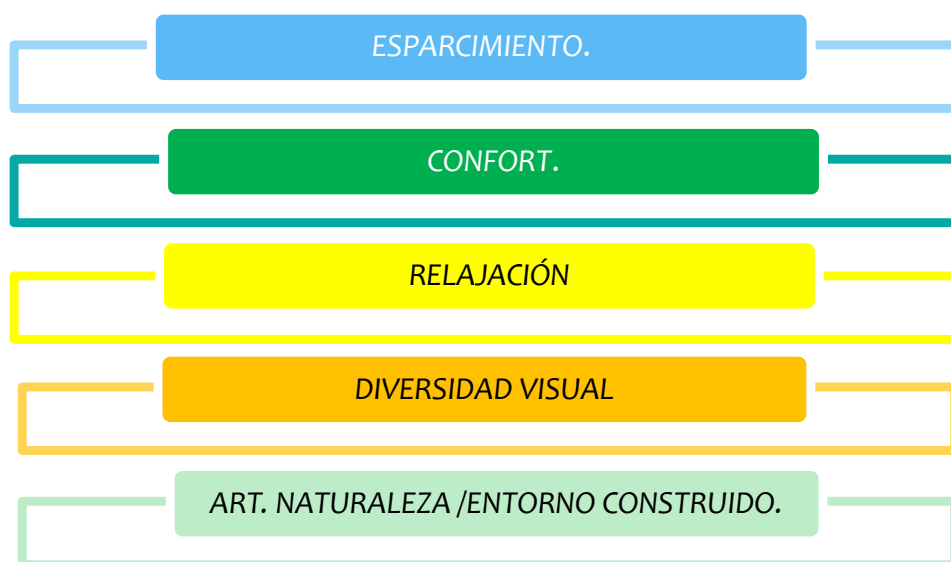 ESPARCIMIENTO.
CONFORT.
RELAJACIÓN
DIVERSIDAD VISUAL
ART. NATURALEZA /ENTORNO CONSTRUIDO.